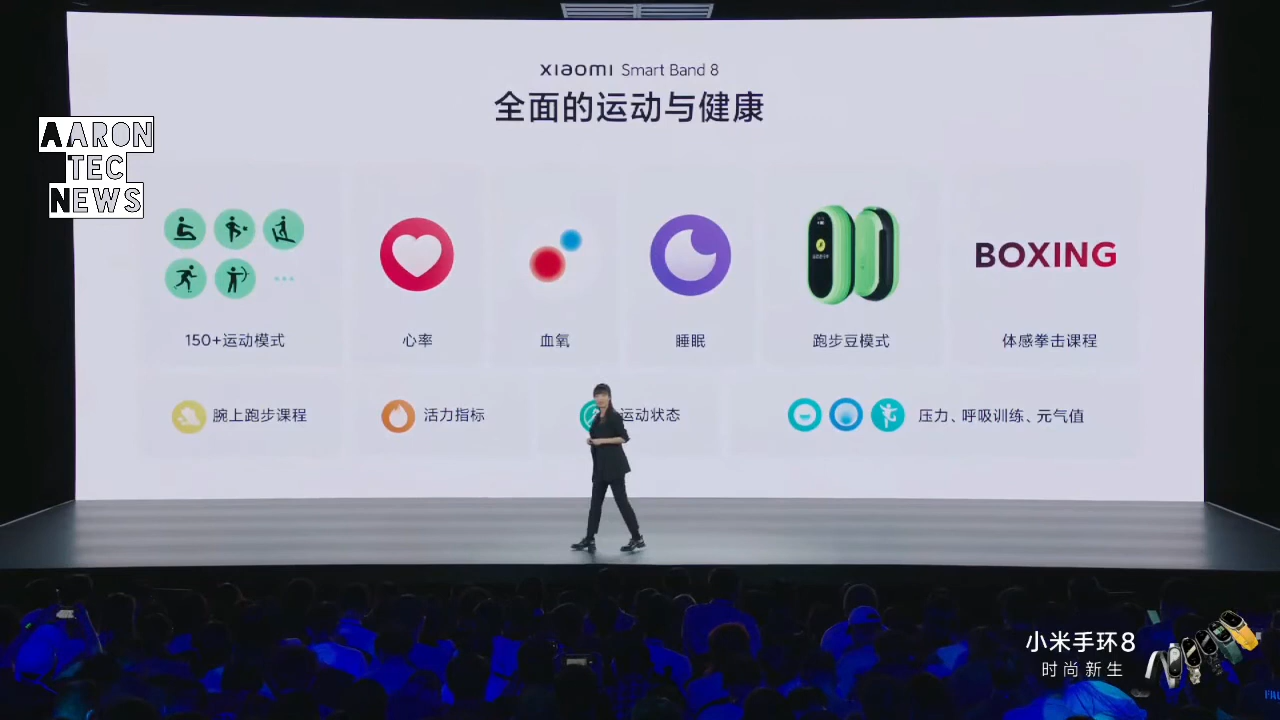 xiaomi Smart Band 8
全面的运动与健康
AARON
TEC
NEWS
BOXING
150+运动模式
心率
血氧
睡眠
跑步豆模式
体感拳击课程
腕上跑步课程
活力指标
运动状态
压力、呼吸训练、元气值
小米手环8
时尚新生